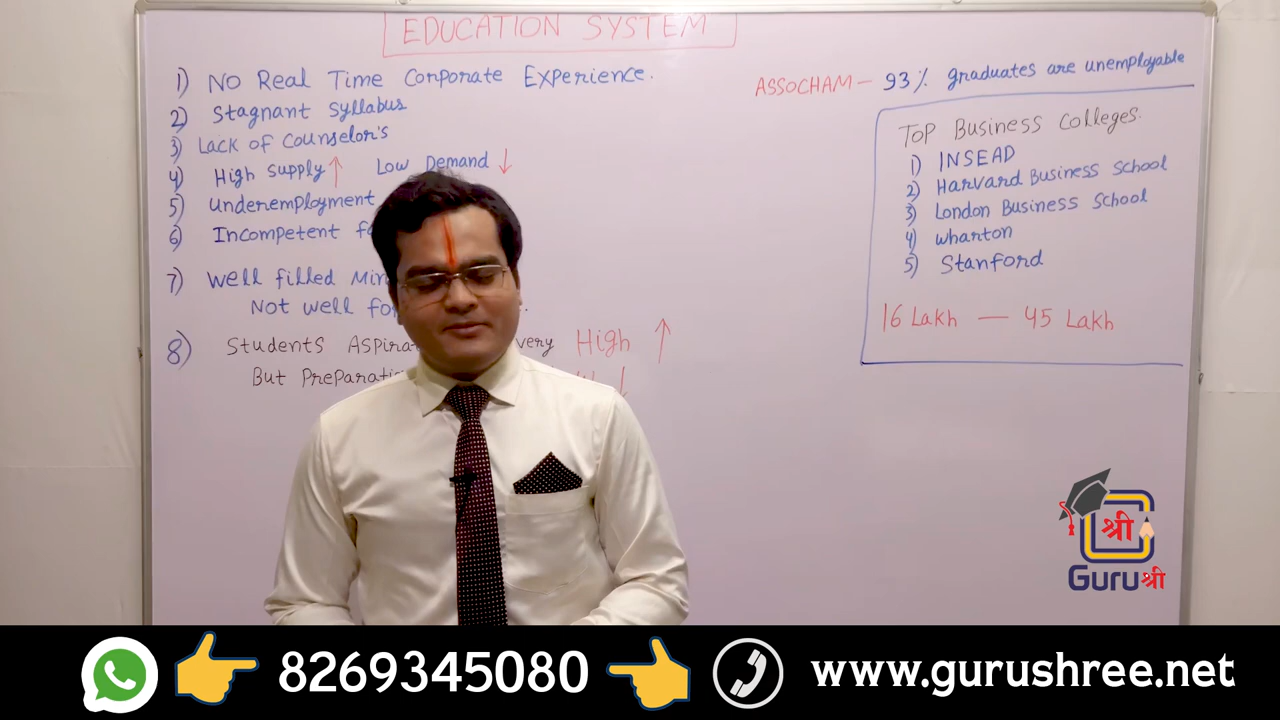 EDUCATION SYSTEM
1) NO Real Time Corporate Experience.
2) Stagnant Syllabus
3) Lack of Counselor's
4) High Supply ↑ Low Demand ↓
5) Underemployment
6) Incompetent
7) Well filled
Not well
8) Students very High ↑
But ↓
ASSOCHAM - 93% graduates are unemployable
Top Business Colleges.
1) INSEAD
2) Harvard Business School
3) London Business School
4) Wharton
5) Stanford
16 Lakh — 45 Lakh
श्री
Guruश्री
8269345080
www.gurushree.net